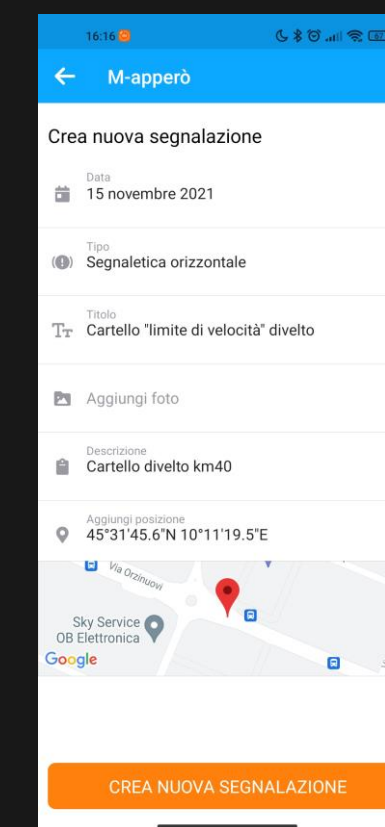 16:16
M-apperò
Crea nuova segnalazione
Data
15 novembre 2021
Tipo
Segnaletica orizzontale
Titolo
Cartello "limite di velocità" divelto
Aggiungi foto
Descrizione
Cartello divelto km40
Aggiungi posizione
45°31'45.6"N 10°11'19.5"E
Via Orzinuovi
Sky Service
OB Elettronica
Google
CREA NUOVA SEGNALAZIONE